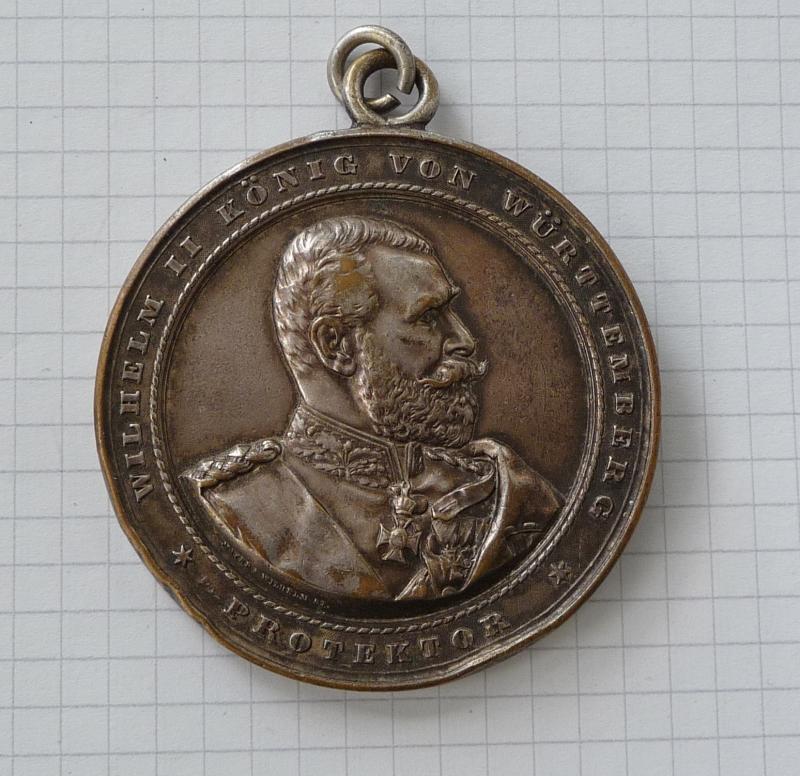 WILHELM II KÖNIG VON WÜRTTEMBERG
PROTEKTOR